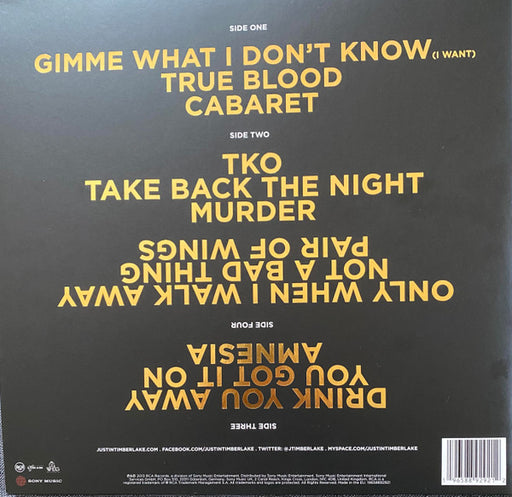 SIDE ONE
GIMME WHAT I DON'T KNOW (I WANT)
TRUE BLOOD
CABARET
SIDE TWO
TKO
TAKE BACK THE NIGHT
MURDER
SIDE THREE
DRINK YOU AWAY
YOU GOT IT ON
AMNESIA
SIDE FOUR
ONLY WHEN I WALK AWAY
NOT A BAD THING
PAIR OF WINGS
JUSTINTIMBERLAKE.COM . FACEBOOK.COM/JUSTINTIMBERLAKE . TWITTER: @JTIMBERLAKE . MYSPACE.COM/JUSTINTIMBERLAKE
SONY MUSIC